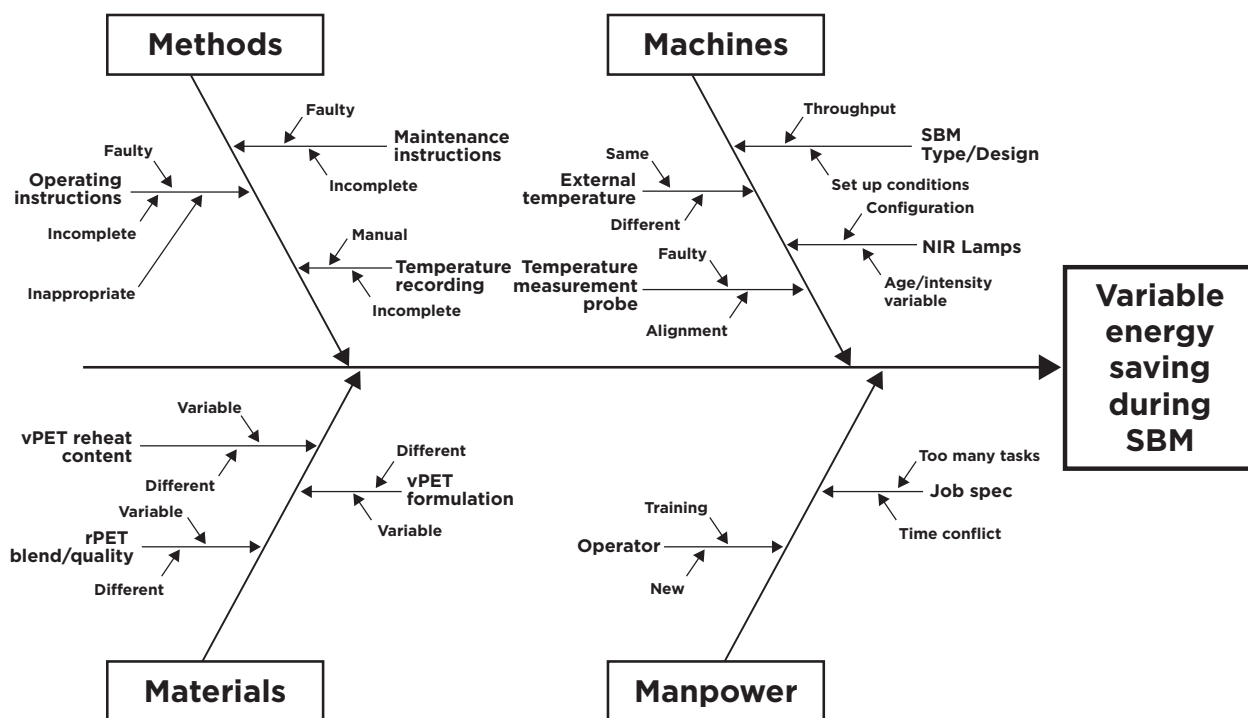 Methods
Machines
Faulty
Maintenance
instructions
Incomplete
Faulty
Operating
instructions
Incomplete
Inappropriate
Manual
Temperature
recording
Incomplete
Throughput
SBM
Type/Design
Set up conditions
Same
External
temperature
Different
Configuration
NIR Lamps
Age/intensity
variable
Faulty
Temperature
measurement
probe
Alignment
Variable
energy
saving
during
SBM
Variable
vPET reheat
content
Different
Different
vPET
formulation
Variable
Variable
rPET
blend/quality
Different
Too many tasks
Job spec
Time conflict
Training
Operator
New
Materials
Manpower